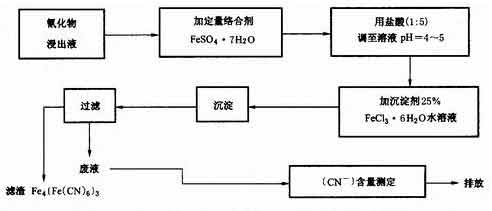 氰化物
浸出液
加定量络合剂
FeSO₄·7H₂O
用盐酸(1:5)
调至溶液 pH=4~5
加沉淀剂25%
FeCl₃·6H₂O水溶液
沉淀
过滤
废液
滤渣 Fe₄(Fe(CN)₆)₃
(CN⁻)含量测定
排放